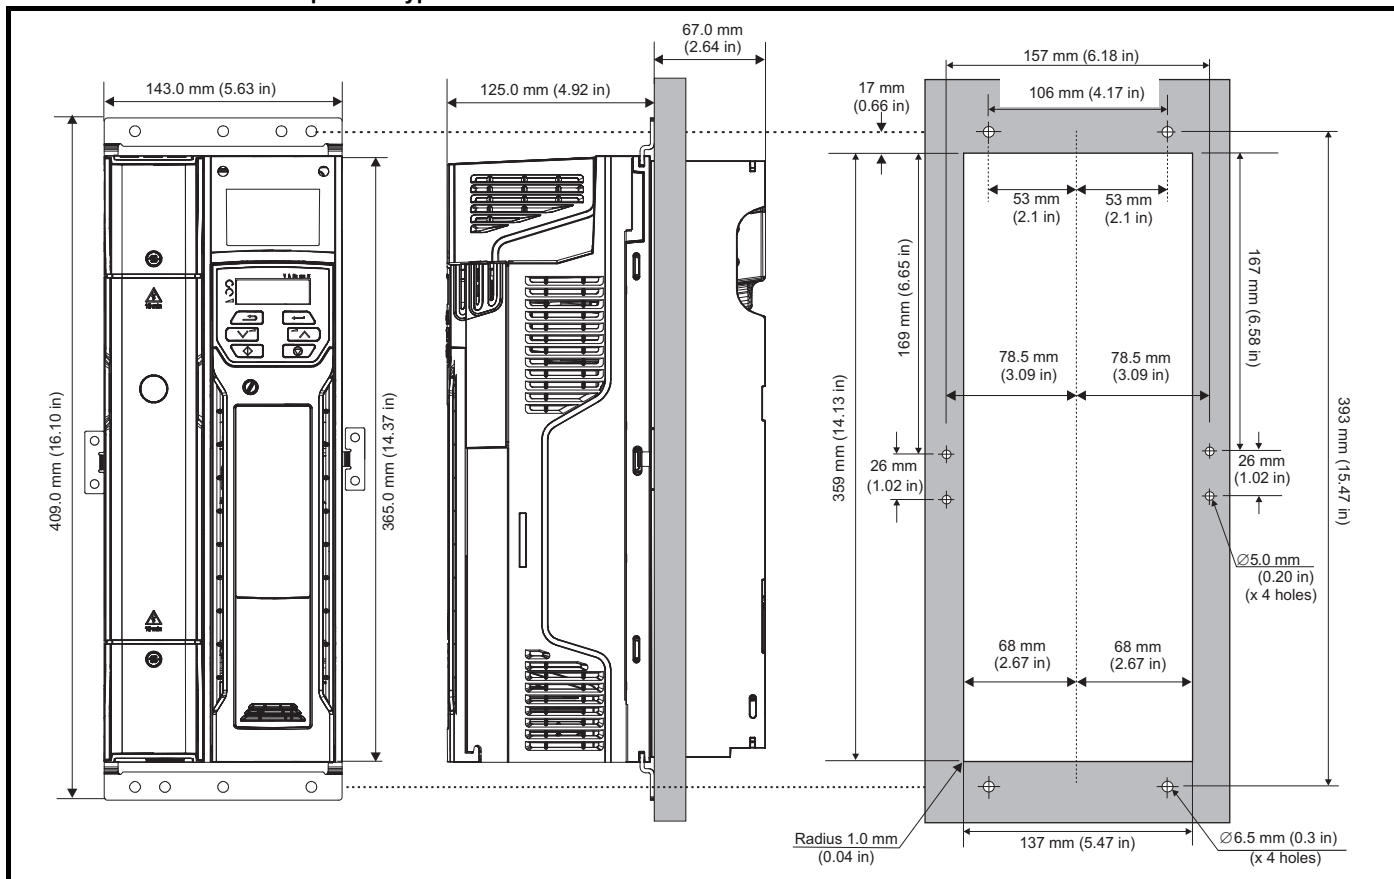 67.0 mm
(2.64 in)
143.0 mm (5.63 in)
125.0 mm (4.92 in)
17 mm
(0.66 in)
157 mm (6.18 in)
106 mm (4.17 in)
53 mm
(2.1 in)
53 mm
(2.1 in)
169 mm (6.65 in)
167 mm (6.58 in)
78.5 mm
(3.09 in)
78.5 mm
(3.09 in)
409.0 mm (16.10 in)
365.0 mm (14.37 in)
359 mm (14.13 in)
393 mm (15.47 in)
26 mm
(1.02 in)
26 mm
(1.02 in)
∅5.0 mm
(0.20 in)
(x 4 holes)
68 mm
(2.67 in)
68 mm
(2.67 in)
Radius 1.0 mm
(0.04 in)
137 mm (5.47 in)
∅6.5 mm (0.3 in)
(x 4 holes)